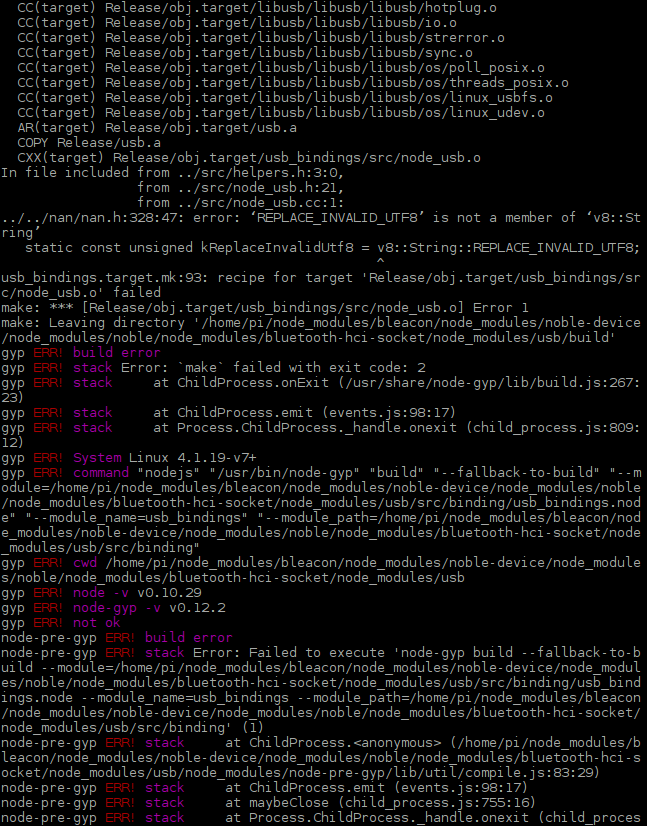 CC(target) Release/obj.target/libusb/libusb/libusb/hotplug.o
CC(target) Release/obj.target/libusb/libusb/libusb/io.o
CC(target) Release/obj.target/libusb/libusb/libusb/strerror.o
CC(target) Release/obj.target/libusb/libusb/libusb/sync.o
CC(target) Release/obj.target/libusb/libusb/libusb/os/poll_posix.o
CC(target) Release/obj.target/libusb/libusb/libusb/os/threads_posix.o
CC(target) Release/obj.target/libusb/libusb/libusb/os/linux_usbfs.o
CC(target) Release/obj.target/libusb/libusb/libusb/os/linux_udev.o
AR(target) Release/obj.target/usb.a
COPY Release/usb.a
CXX(target) Release/obj.target/usb_bindings/src/node_usb.o
In file included from ../src/helpers.h:3:0,
from ../src/node_usb.h:21,
from ../src/node_usb.cc:1:
../../nan/nan.h:328:47: error: ‘REPLACE_INVALID_UTF8’ is not a member of ‘v8::St
ring’
static const unsigned kReplaceInvalidUtf8 = v8::String::REPLACE_INVALID_UTF8;
^
usb_bindings.target.mk:93: recipe for target 'Release/obj.target/usb_bindings/sr
c/node_usb.o' failed
make: *** [Release/obj.target/usb_bindings/src/node_usb.o] Error 1
make: Leaving directory '/home/pi/node_modules/bleacon/node_modules/noble-device
/node_modules/noble/node_modules/bluetooth-hci-socket/node_modules/usb/build'
gyp ERR! build error
gyp ERR! stack Error: `make` failed with exit code: 2
gyp ERR! stack     at ChildProcess.onExit (/usr/share/node-gyp/lib/build.js:267:
23)
gyp ERR! stack     at ChildProcess.emit (events.js:98:17)
gyp ERR! stack     at Process.ChildProcess._handle.onexit (child_process.js:809:
12)
gyp ERR! System Linux 4.1.19-v7+
gyp ERR! command "nodejs" "/usr/bin/node-gyp" "build" "--fallback-to-build" "--m
odule=/home/pi/node_modules/bleacon/node_modules/noble-device/node_modules/noble
/node_modules/bluetooth-hci-socket/node_modules/usb/src/binding/usb_bindings.nod
e" "--module_name=usb_bindings" "--module_path=/home/pi/node_modules/bleacon/nod
e_modules/noble-device/node_modules/noble/node_modules/bluetooth-hci-socket/node
_modules/usb/src/binding"
gyp ERR! cwd /home/pi/node_modules/bleacon/node_modules/noble-device/node_module
s/noble/node_modules/bluetooth-hci-socket/node_modules/usb
gyp ERR! node -v v0.10.29
gyp ERR! node-gyp -v v0.12.2
gyp ERR! not ok
node-pre-gyp ERR! build error
node-pre-gyp ERR! stack Error: Failed to execute 'node-gyp build --fallback-to-b
uild --module=/home/pi/node_modules/bleacon/node_modules/noble-device/node_modul
es/noble/node_modules/bluetooth-hci-socket/node_modules/usb/src/binding/usb_bind
ings.node --module_name=usb_bindings --module_path=/home/pi/node_modules/bleacon
/node_modules/noble-device/node_modules/noble/node_modules/bluetooth-hci-socket/
node_modules/usb/src/binding' (1)
node-pre-gyp ERR! stack     at ChildProcess.<anonymous> (/home/pi/node_modules/b
leacon/node_modules/noble-device/node_modules/noble/node_modules/bluetooth-hci-s
ocket/node_modules/usb/node_modules/node-pre-gyp/lib/util/compile.js:83:29)
node-pre-gyp ERR! stack     at ChildProcess.emit (events.js:98:17)
node-pre-gyp ERR! stack     at maybeClose (child_process.js:755:16)
node-pre-gyp ERR! stack     at Process.ChildProcess._handle.onexit (child_proces